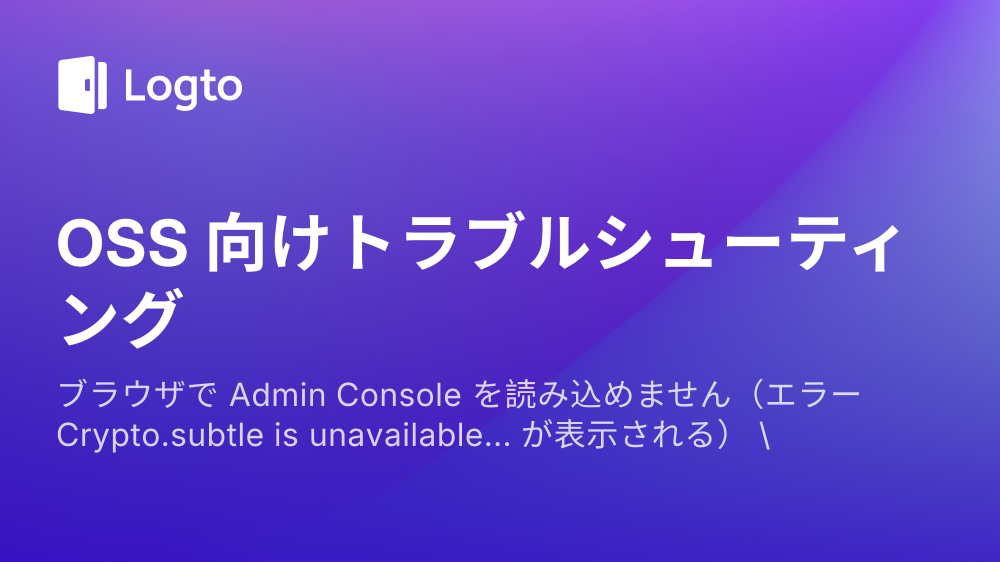 Logto
OSS 向けトラブルシューティ
ング
ブラウザで Admin Console を読み込めません（エラー
Crypto.subtle is unavailable... が表示される） \